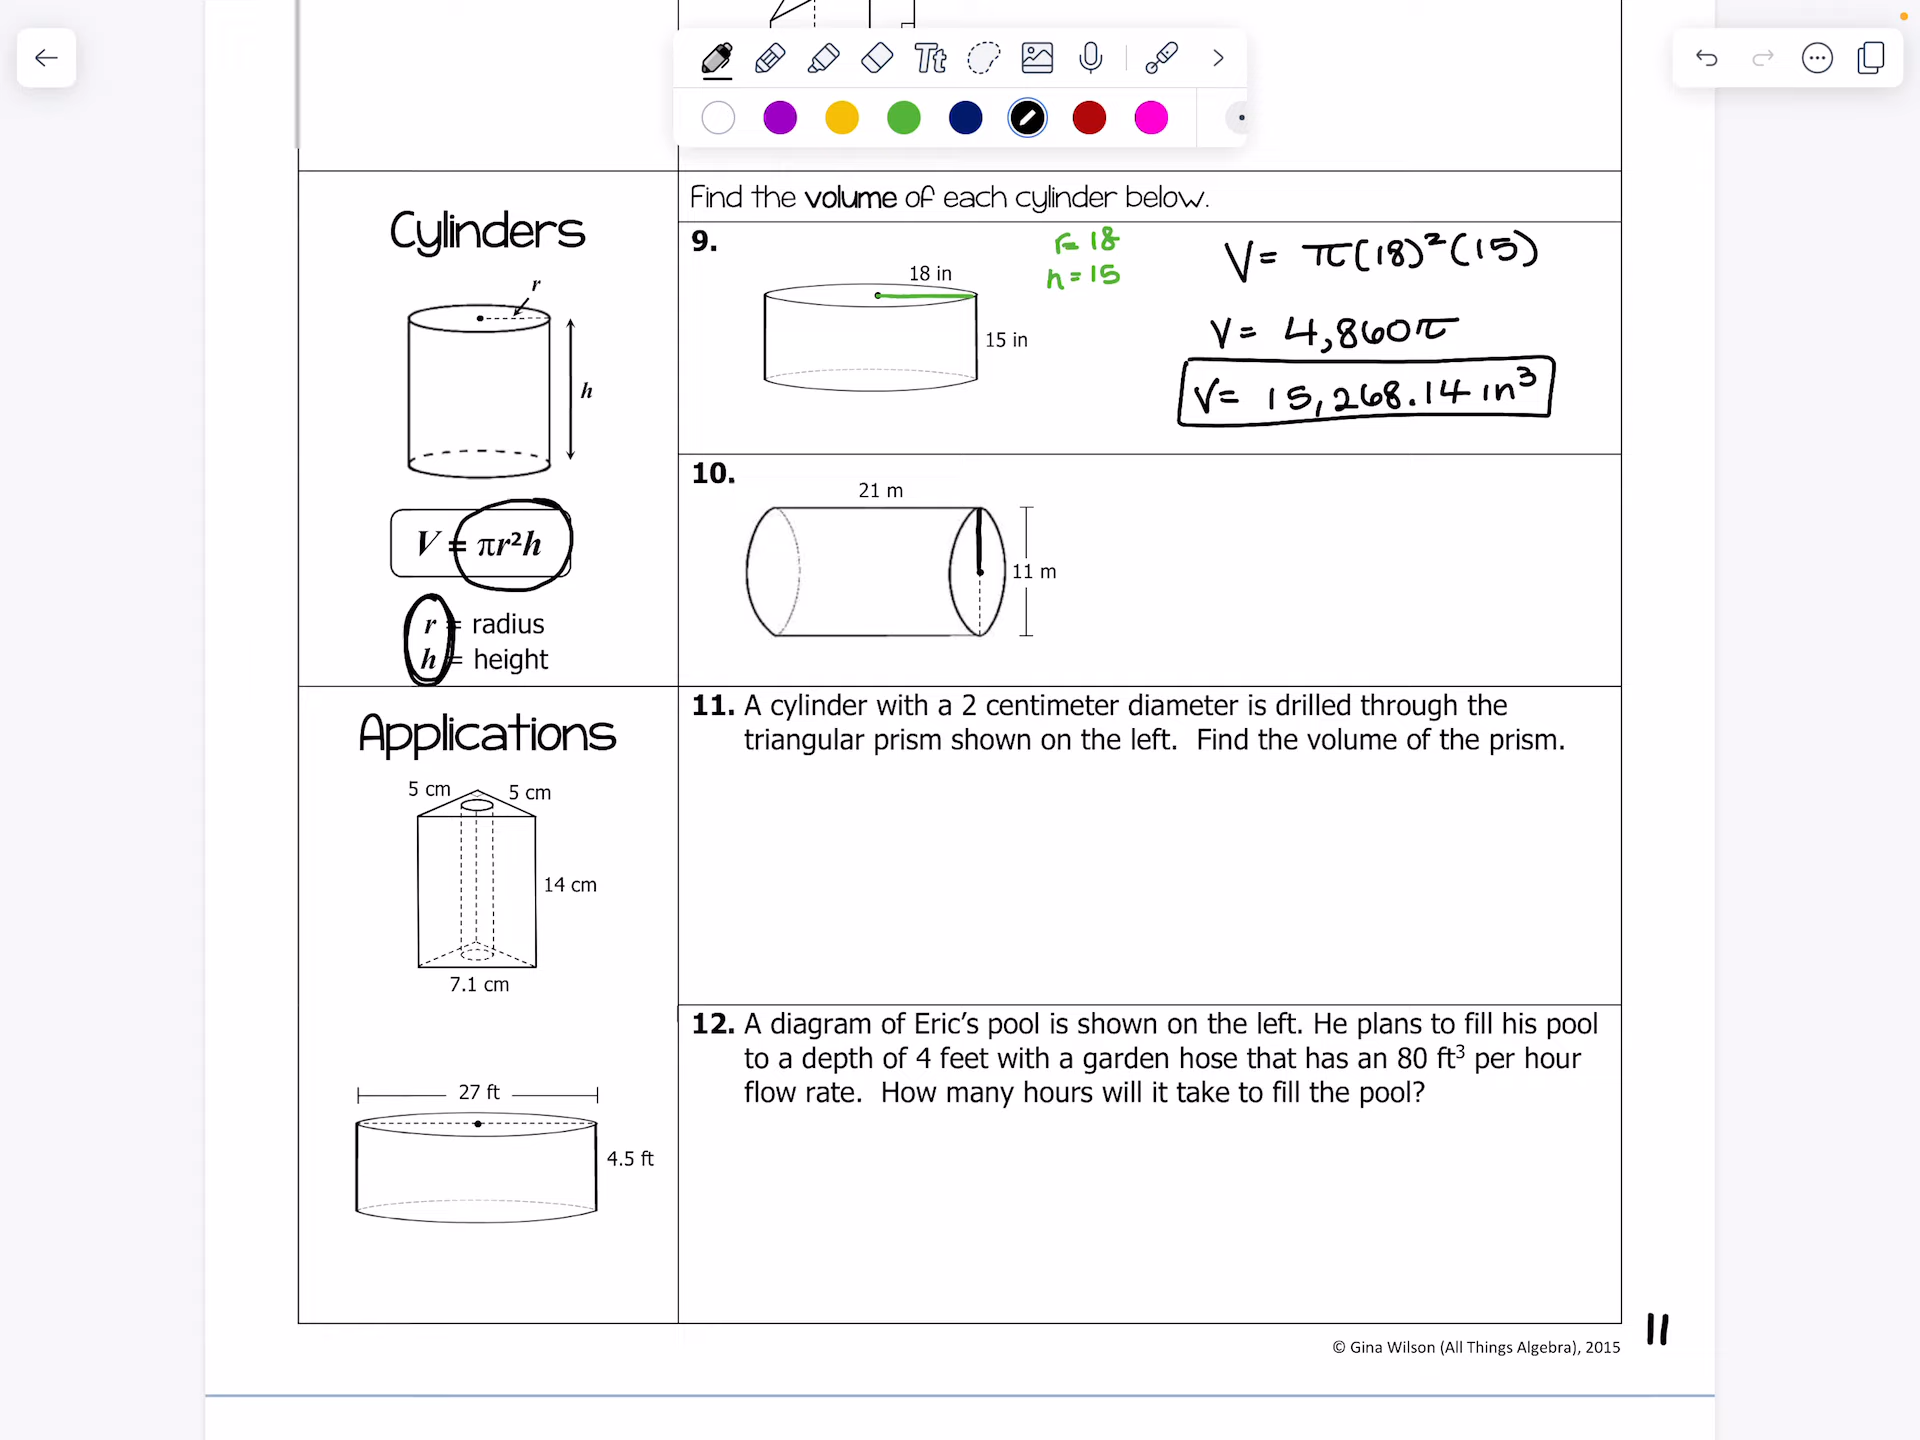 Tt
Find the volume of each cylinder below.
Cylinders
r
h
V = πr²h
r = radius
h = height
9.
18 in
15 in
r= 18
h = 15
V= π(18)²(15)
V= 4,860π
V= 15,268.14 in³
10.
21 m
11 m
Applications
5 cm
5 cm
14 cm
7.1 cm
11. A cylinder with a 2 centimeter diameter is drilled through the
triangular prism shown on the left. Find the volume of the prism.
27 ft
4.5 ft
12. A diagram of Eric's pool is shown on the left. He plans to fill his pool
to a depth of 4 feet with a garden hose that has an 80 ft³ per hour
flow rate. How many hours will it take to fill the pool?
© Gina Wilson (All Things Algebra), 2015
11